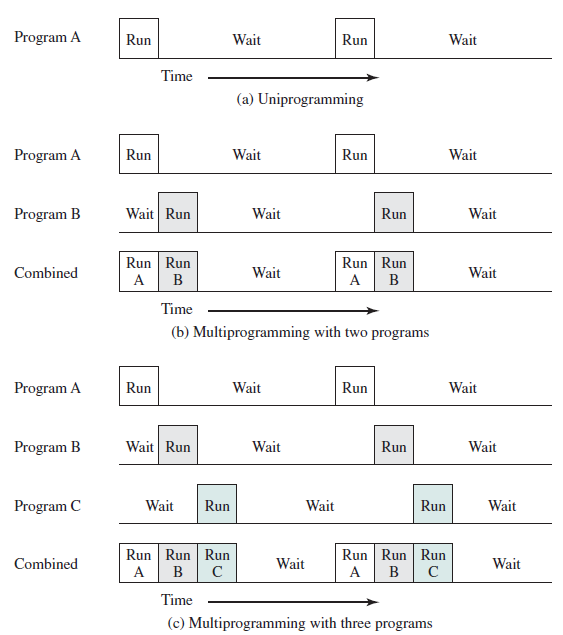 Program A Run Wait Run Wait
Time
(a) Uniprogramming
Program A Run Wait Run Wait
Program B Wait Run Wait Run Wait
Combined Run A Run B Wait Run A Run B Wait
Time
(b) Multiprogramming with two programs
Program A Run Wait Run Wait
Program B Wait Run Wait Run Wait
Program C Wait Run Wait Run Wait
Combined Run A Run B Run C Wait Run A Run B Run C Wait
Time
(c) Multiprogramming with three programs